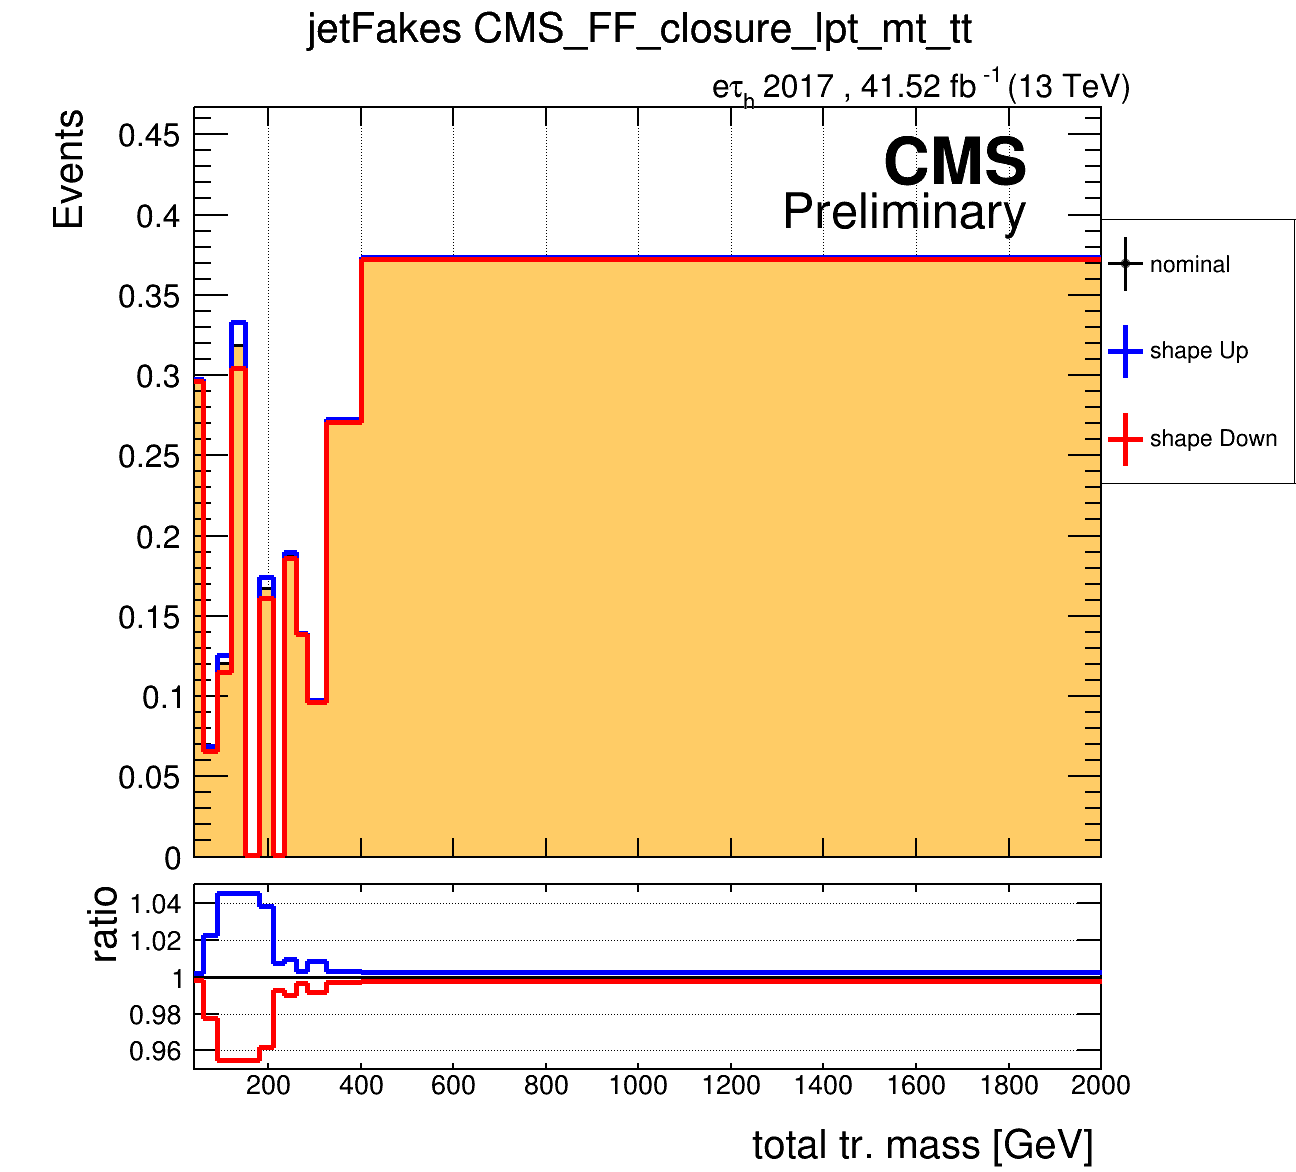 jetFakes CMS_FF_closure_lpt_mt_tt
eτh 2017 , 41.52 fb -1 (13 TeV)
Events
0.45
0.4
0.35
0.3
0.25
0.2
0.15
0.1
0.05
0
CMS
Preliminary
nominal
shape Up
shape Down
ratio
1.04
1.02
1
0.98
0.96
200 400 600 800 1000 1200 1400 1600 1800 2000
total tr. mass [GeV]